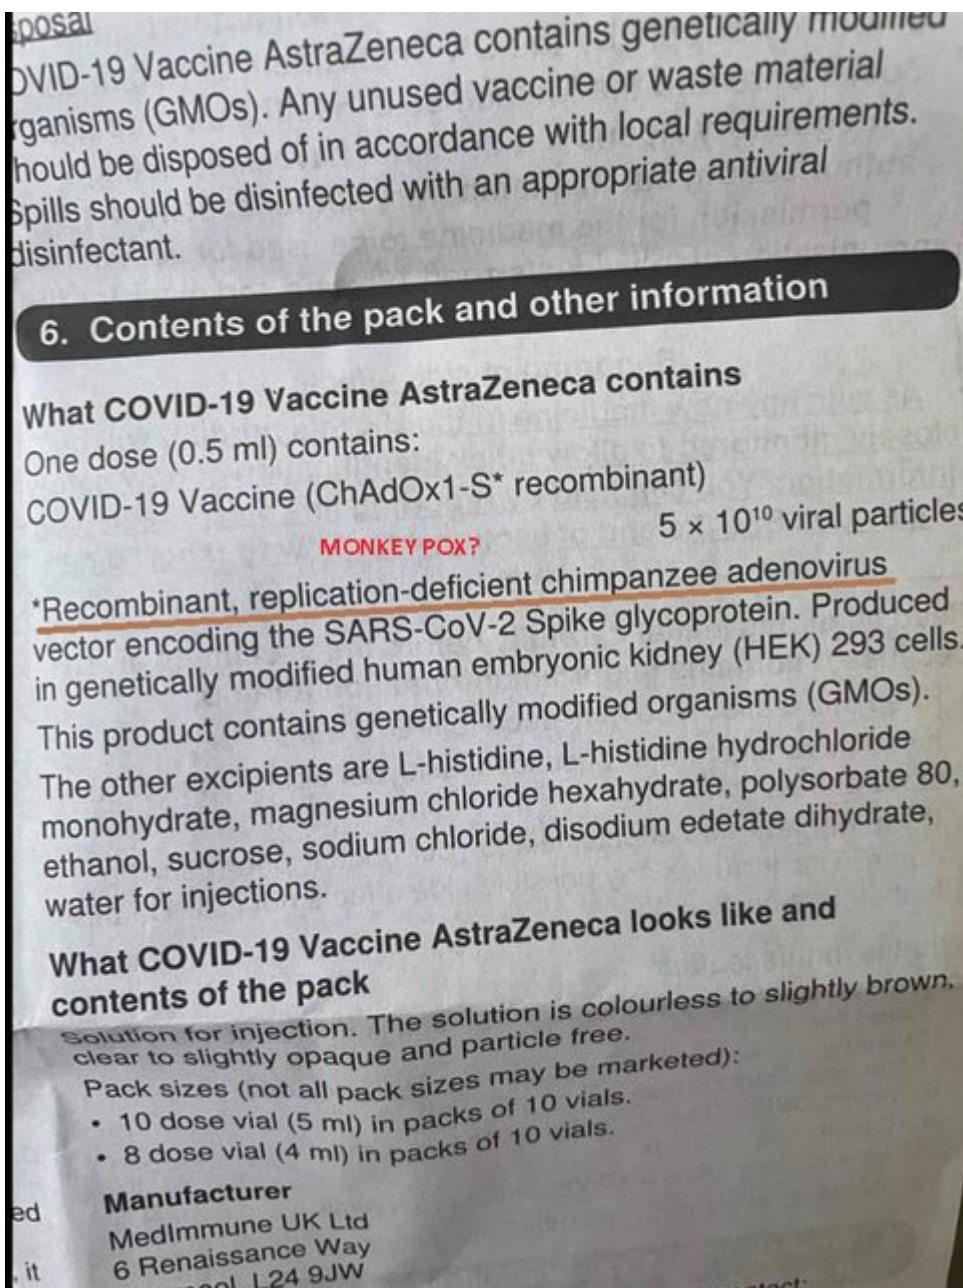 posal
OVID-19 Vaccine AstraZeneca contains genetically modified
rganisms (GMOs). Any unused vaccine or waste material
hould be disposed of in accordance with local requirements.
Spills should be disinfected with an appropriate antiviral
disinfectant.
6. Contents of the pack and other information
What COVID-19 Vaccine AstraZeneca contains
One dose (0.5 ml) contains:
COVID-19 Vaccine (ChAdOx1-S* recombinant)
5 × 10¹⁰ viral particles
MONKEY POX?
*Recombinant, replication-deficient chimpanzee adenovirus
vector encoding the SARS-CoV-2 Spike glycoprotein. Produced
in genetically modified human embryonic kidney (HEK) 293 cells.
This product contains genetically modified organisms (GMOs).
The other excipients are L-histidine, L-histidine hydrochloride
monohydrate, magnesium chloride hexahydrate, polysorbate 80,
ethanol, sucrose, sodium chloride, disodium edetate dihydrate,
water for injections.
What COVID-19 Vaccine AstraZeneca looks like and
contents of the pack
Solution for injection. The solution is colourless to slightly brown,
clear to slightly opaque and particle free.
Pack sizes (not all pack sizes may be marketed):
• 10 dose vial (5 ml) in packs of 10 vials.
• 8 dose vial (4 ml) in packs of 10 vials.
Manufacturer
ed
MedImmune UK Ltd
6 Renaissance Way
it
L24 9JW